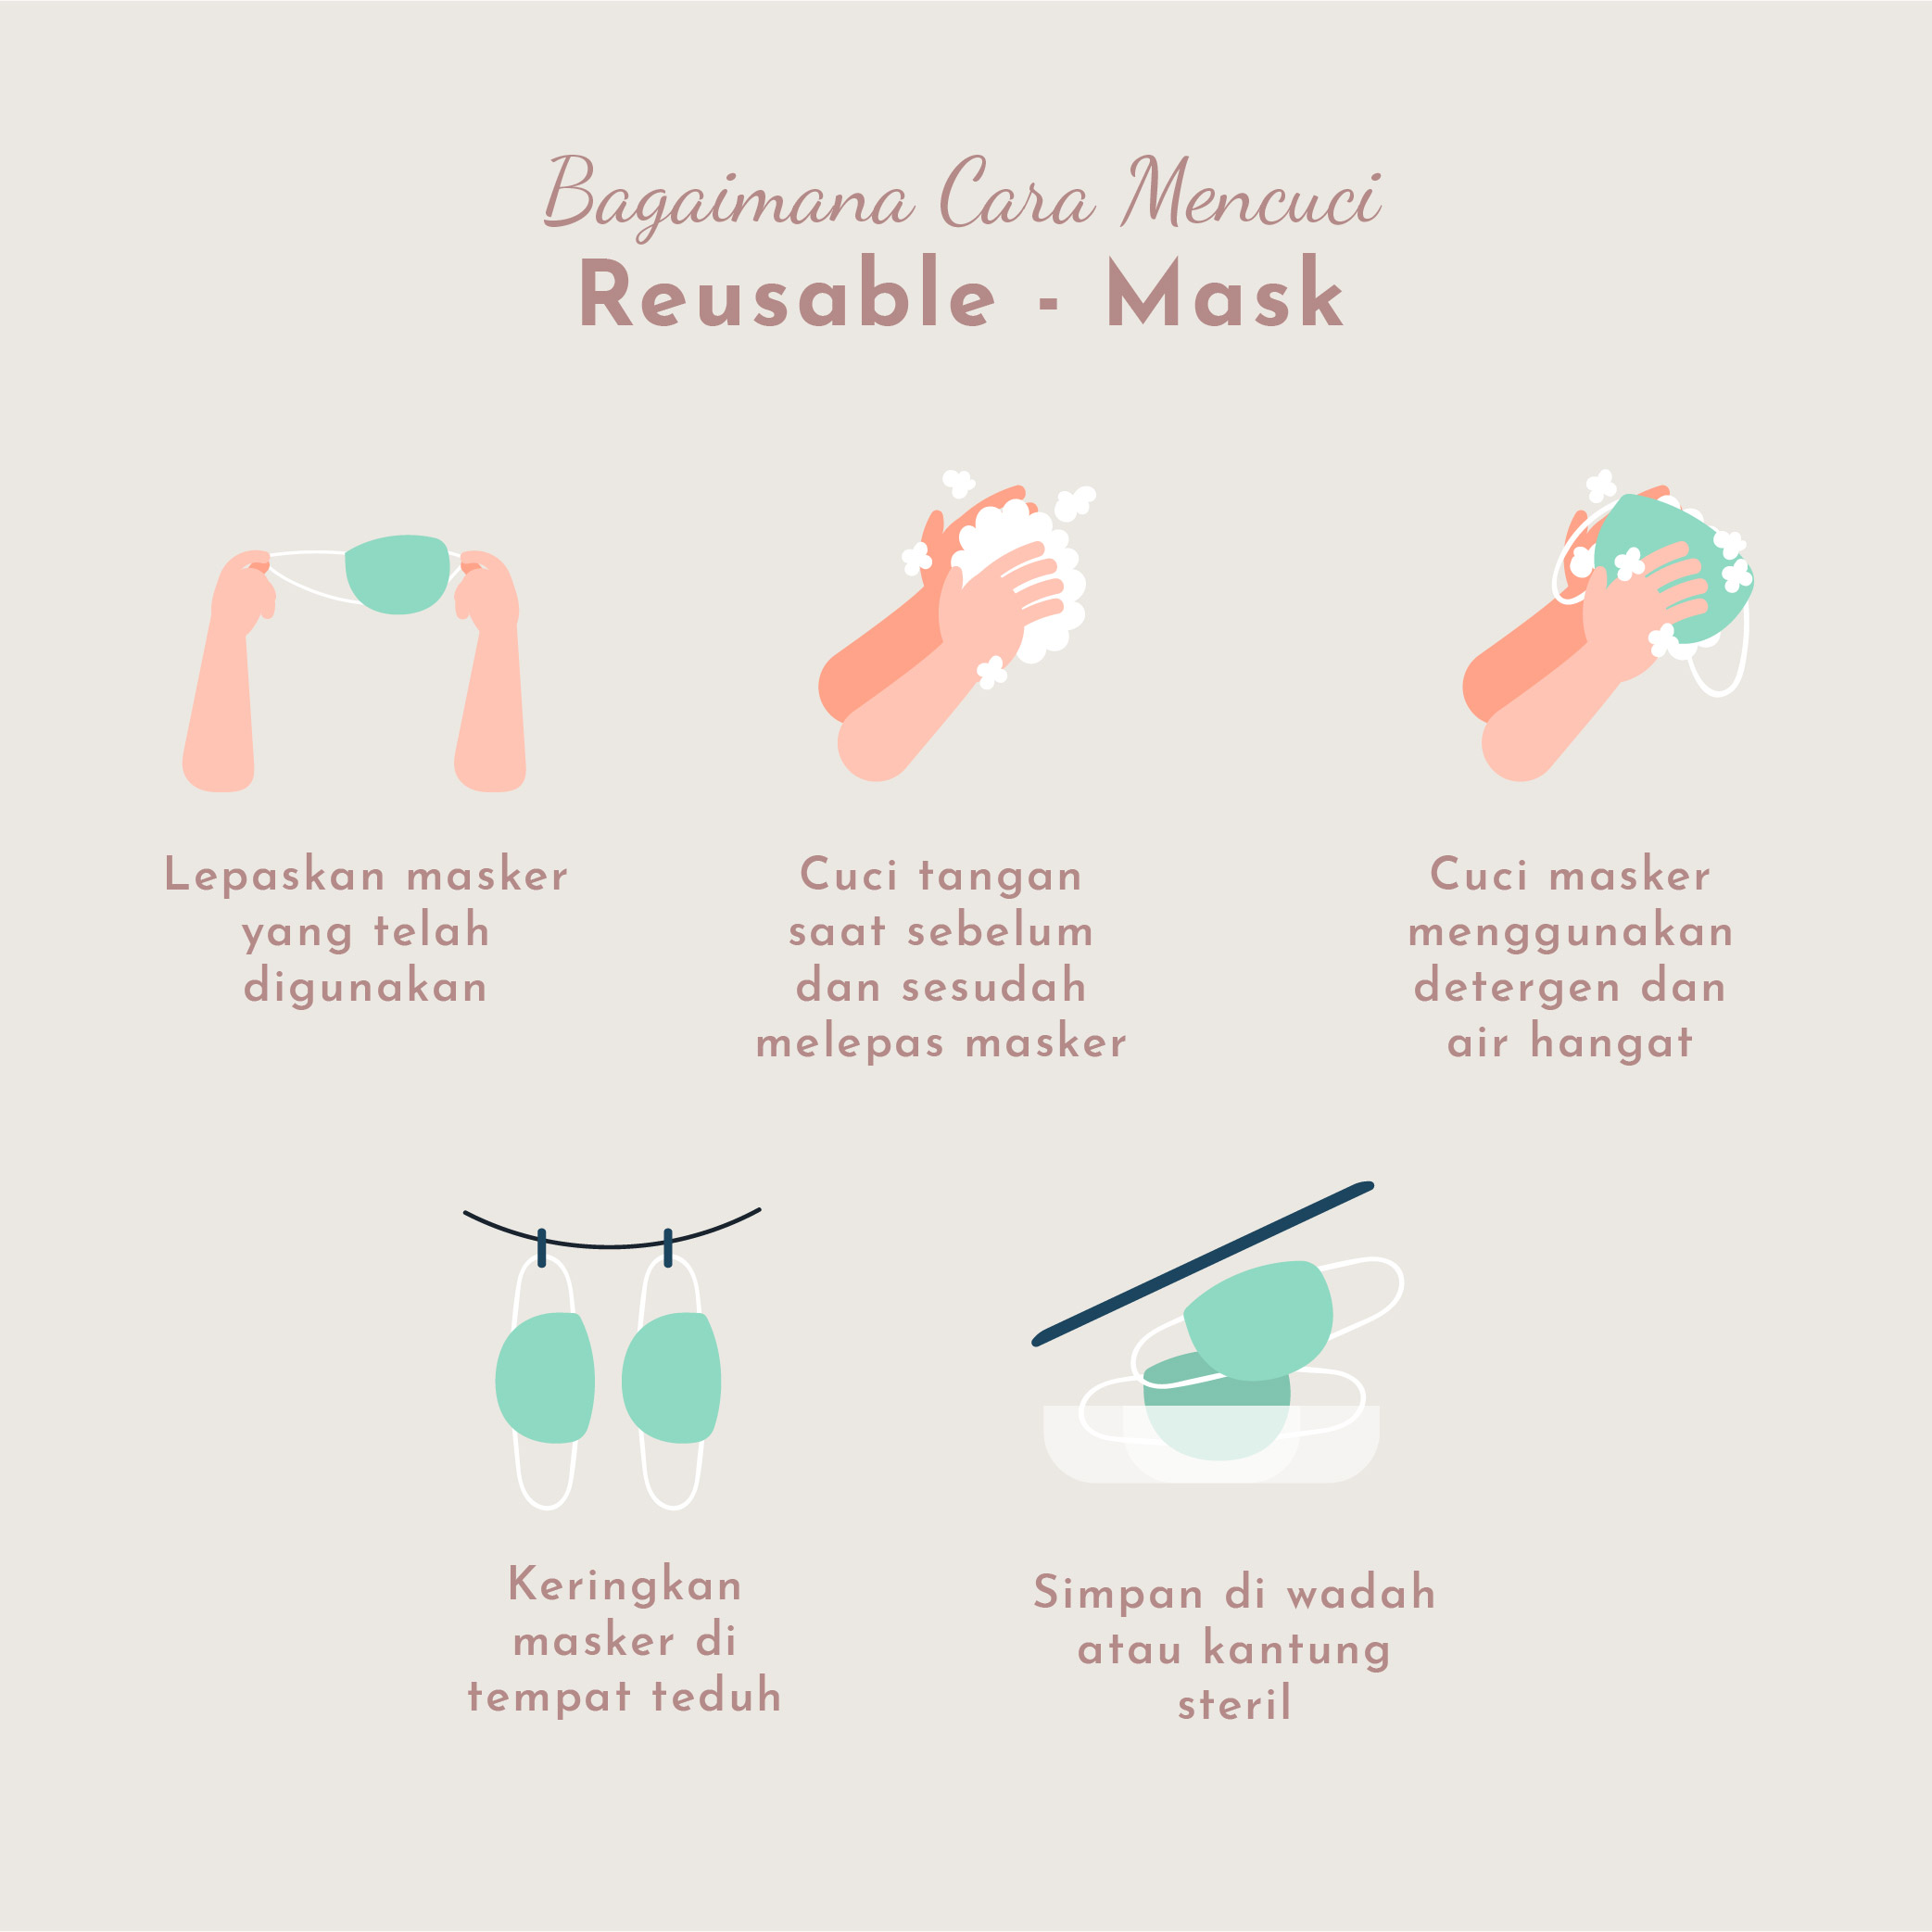 Bagaimana Cara Mencuci
Reusable - Mask
Lepaskan masker
yang telah
digunakan
Cuci tangan
saat sebelum
dan sesudah
melepas masker
Cuci masker
menggunakan
detergen dan
air hangat
Keringkan
masker di
tempat teduh
Simpan di wadah
atau kantung
steril